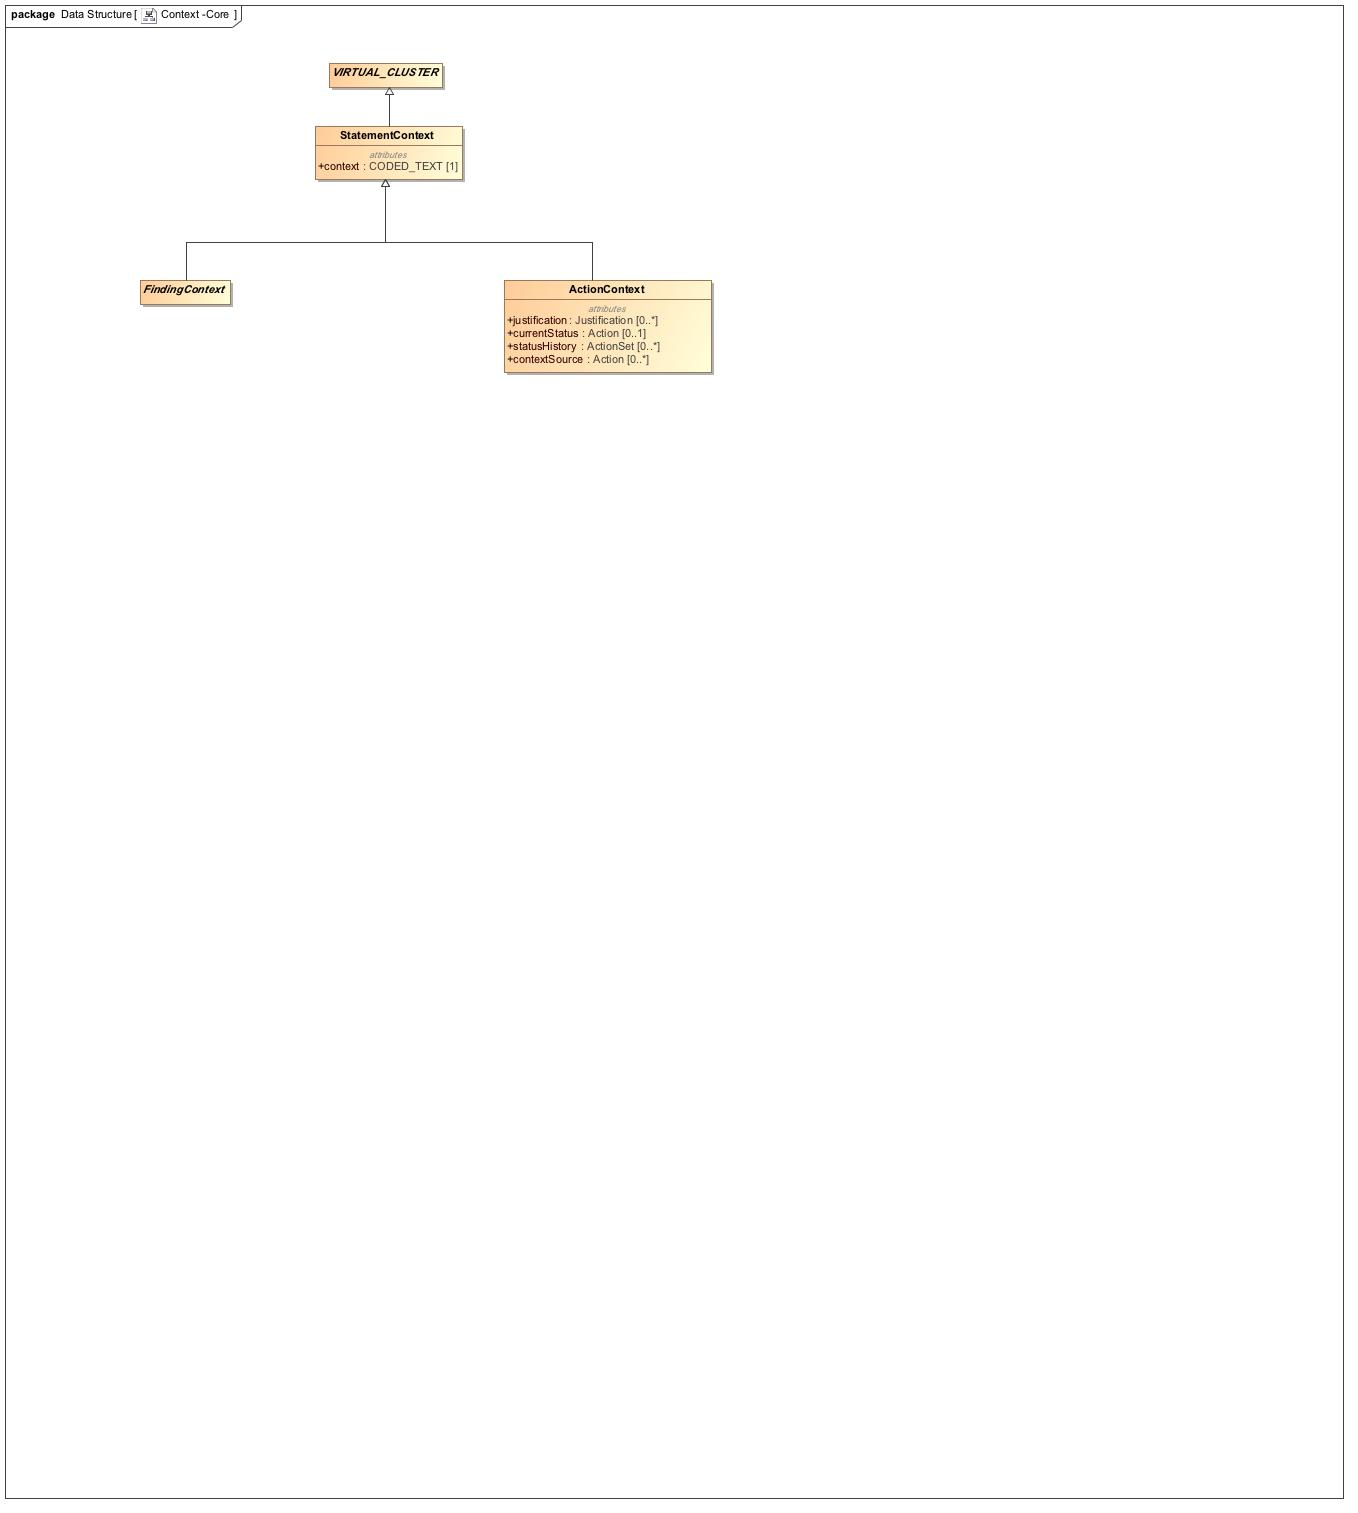 package Data Structure [ Context -Core ]
VIRTUAL_CLUSTER
StatementContext
attributes
+context : CODED_TEXT [1]
FindingContext
ActionContext
attributes
+justification : Justification [0..*]
+currentStatus : Action [0..1]
+statusHistory : ActionSet [0..*]
+contextSource : Action [0..*]